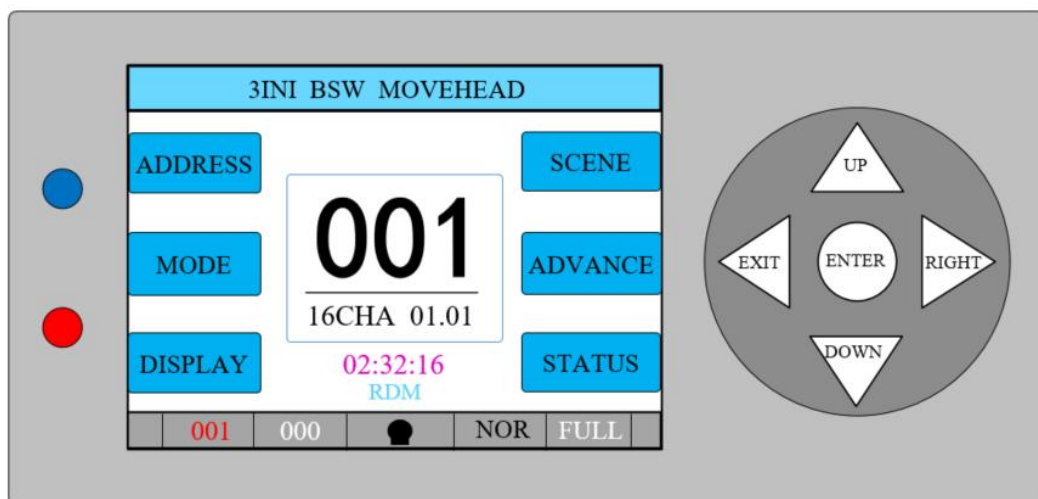 3INI BSW MOVEHEAD
ADDRESS
SCENE
001
MODE
ADVANCE
16CHA 01.01
DISPLAY
02:32:16
STATUS
RDM
001 000 NOR FULL
UP
EXIT ENTER RIGHT
DOWN